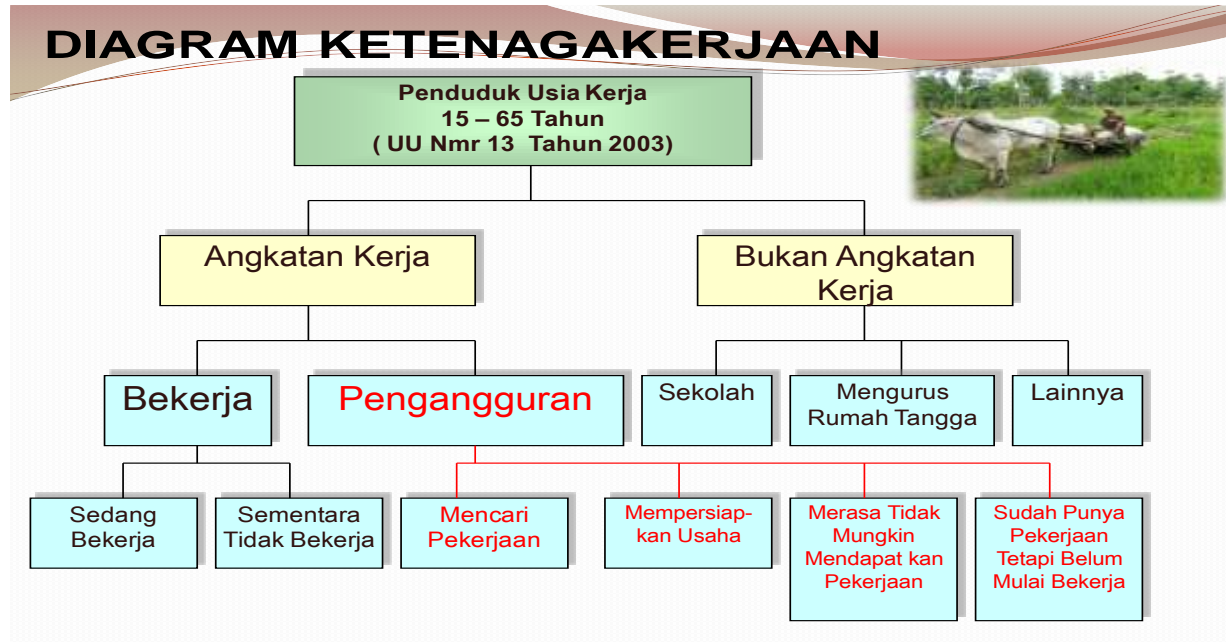 DIAGRAM KETENAGAKERJAAN
Penduduk Usia Kerja
15 – 65 Tahun
( UU Nmr 13 Tahun 2003)
Angkatan Kerja
Bukan Angkatan
Kerja
Bekerja
Pengangguran
Sekolah
Mengurus
Rumah Tangga
Lainnya
Sedang
Bekerja
Sementara
Tidak Bekerja
Mencari
Pekerjaan
Mempersiap-
kan Usaha
Merasa Tidak
Mungkin
Mendapat kan
Pekerjaan
Sudah Punya
Pekerjaan
Tetapi Belum
Mulai Bekerja